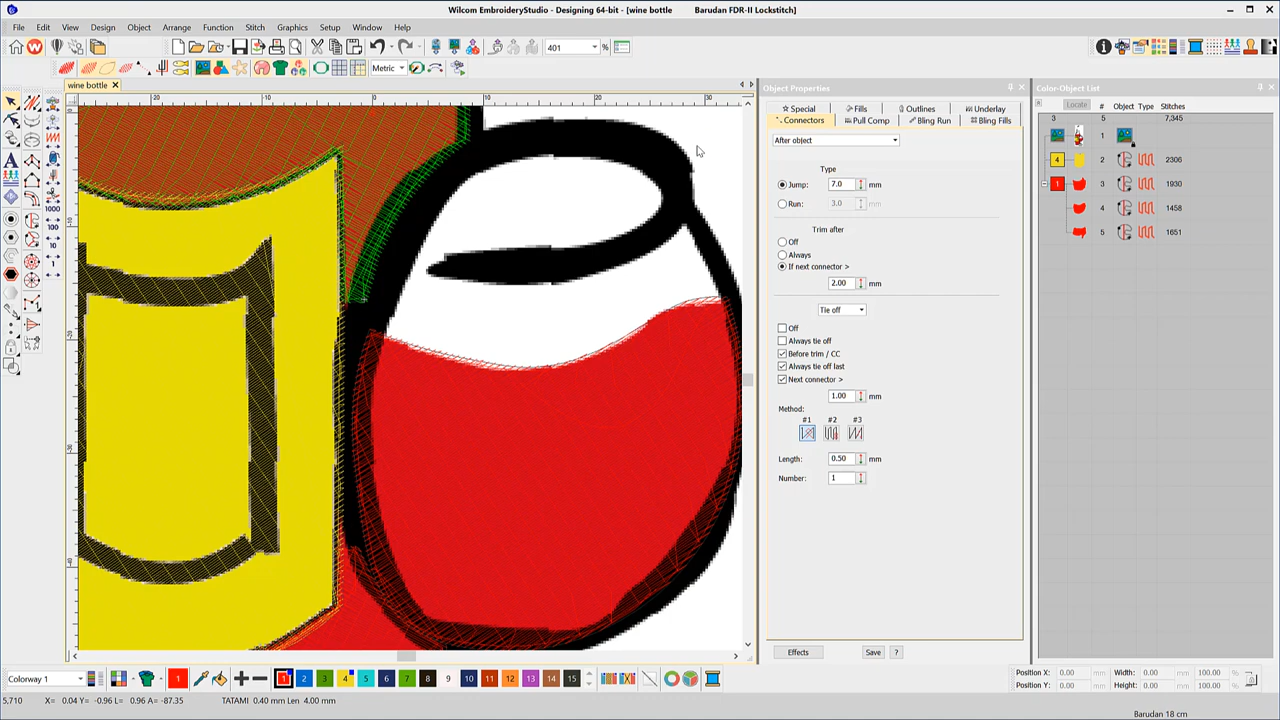 Wilcom EmbroideryStudio - Designing 64-bit - [wine bottle Barudan FDR-II Lockstitch]
File Edit View Design Object Arrange Function Stitch Graphics Setup Window Help
401 %
Metric
wine bottle
Object Properties
Color-Object List
Special Fills Outlines Underlay
Connectors Pull Comp Bling Run Bling Fills
After object
Type
Jump: 7.0 mm
Run: 3.0 mm
Trim after
Off
Always
If next connector >
2.00 mm
Tie off
Off
Always tie off
Before trim / CC
Always tie off last
Next connector >
1.00 mm
Method:
#1 #2 #3
Length: 0.50 mm
Number: 1
Effects Save ?
Locate # Object Type Stitches
3 5 7,345
1
4 2 2306
1 3 1930
4 1458
5 1651
Colorway 1 1 1 2 3 4 5 6 7 8 9 10 11 12 13 14 15
Position X: 0.00 mm Width: 0.00 mm 100.00 %
Position Y: 0.00 mm Height: 0.00 mm 100.00 %
5,710 X= 0.04 Y= -0.96 L= 0.96 A= -87.35 TATAMI 0.40 mm Len 4.00 mm
Barudan 18 cm